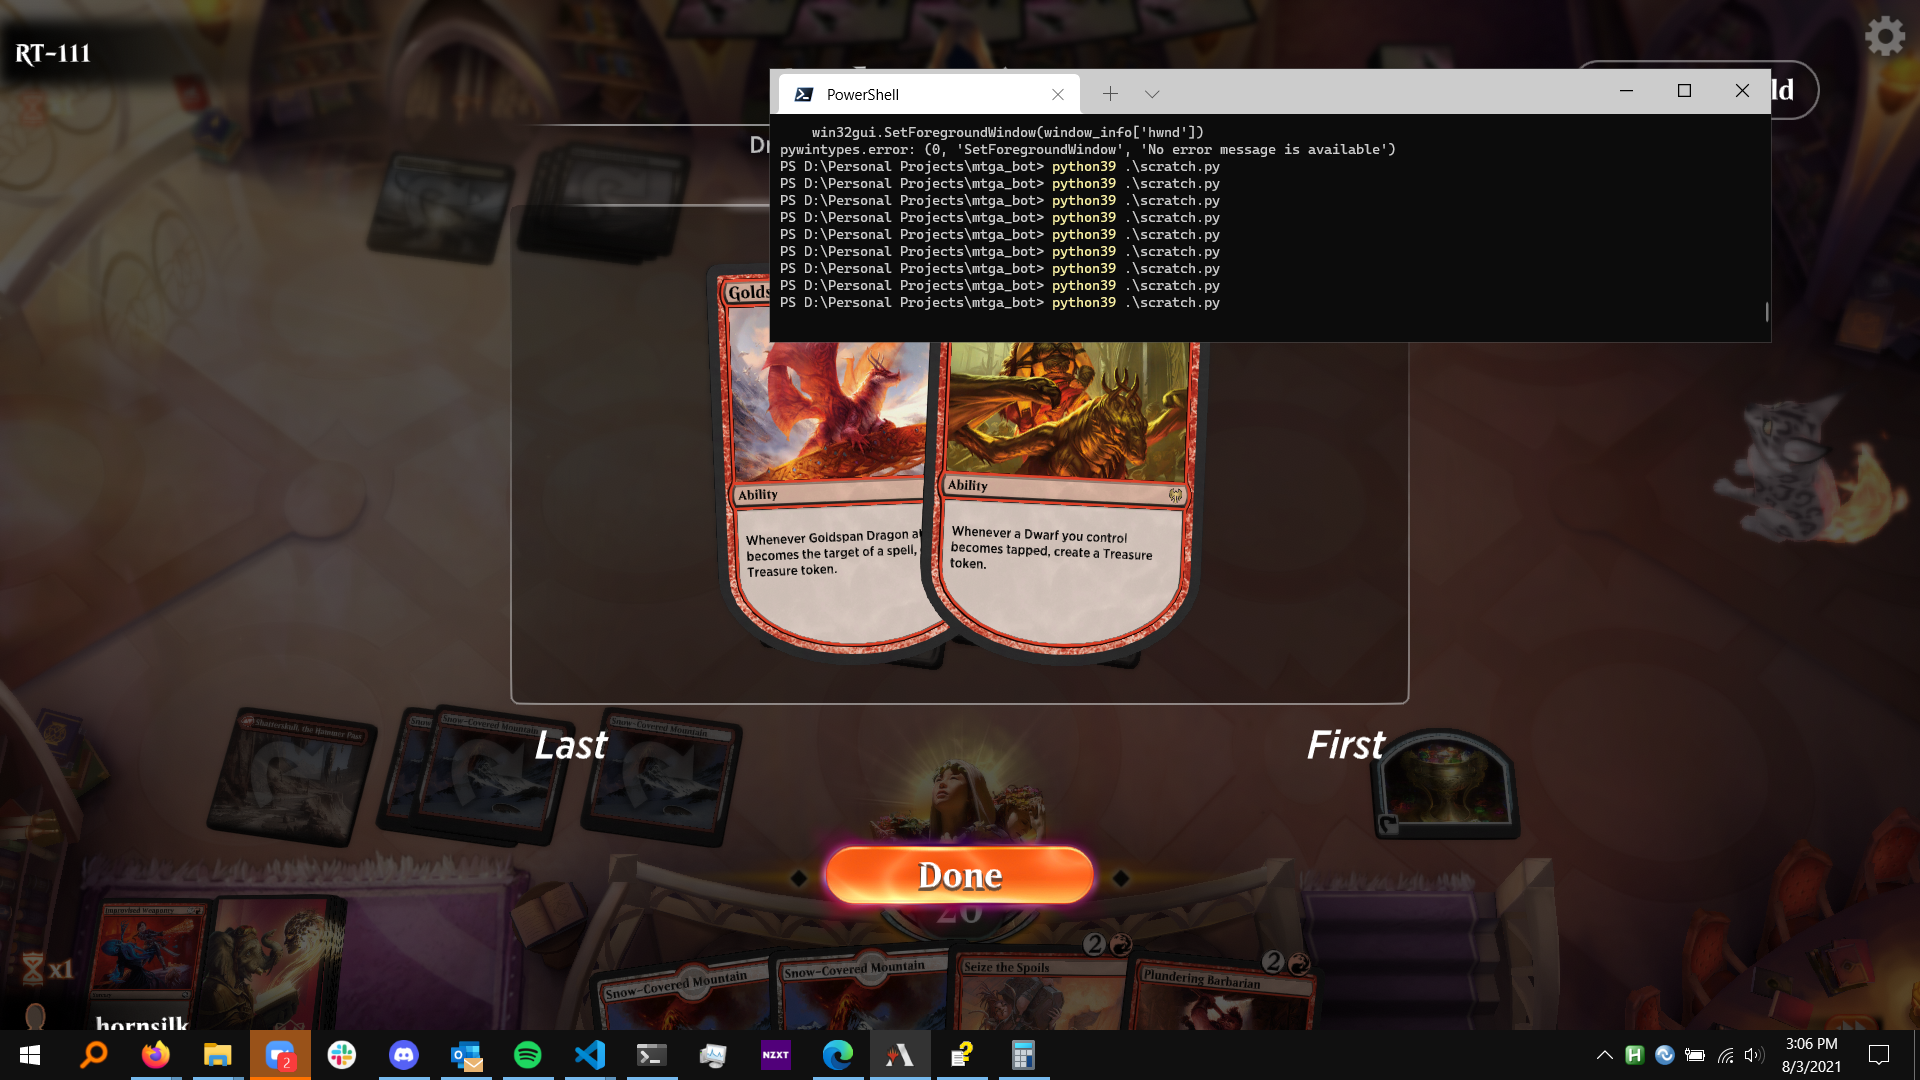 RT-111
ld
PowerShell
win32gui.SetForegroundWindow(window_info['hwnd'])
pywintypes.error: (0, 'SetForegroundWindow', 'No error message is available')
PS D:\Personal Projects\mtga_bot> python39 .\scratch.py
PS D:\Personal Projects\mtga_bot> python39 .\scratch.py
PS D:\Personal Projects\mtga_bot> python39 .\scratch.py
PS D:\Personal Projects\mtga_bot> python39 .\scratch.py
PS D:\Personal Projects\mtga_bot> python39 .\scratch.py
PS D:\Personal Projects\mtga_bot> python39 .\scratch.py
PS D:\Personal Projects\mtga_bot> python39 .\scratch.py
PS D:\Personal Projects\mtga_bot> python39 .\scratch.py
PS D:\Personal Projects\mtga_bot> python39 .\scratch.py
Dr
Golds
Ability
Whenever Goldspan Dragon a
becomes the target of a spell,
Treasure token.
Ability
Whenever a Dwarf you control
becomes tapped, create a Treasure
token.
Shatterskull, the Hammer Pass
Snow-Covered Mountain
Snow-Covered Mountain
Last
First
Done
20
Improvised Weaponry
x1
hornsilk
Snow-Covered Mountain
Snow-Covered Mountain
2
Seize the Spoils
2
Plundering Barbarian
2
NZXT
3:06 PM
8/3/2021